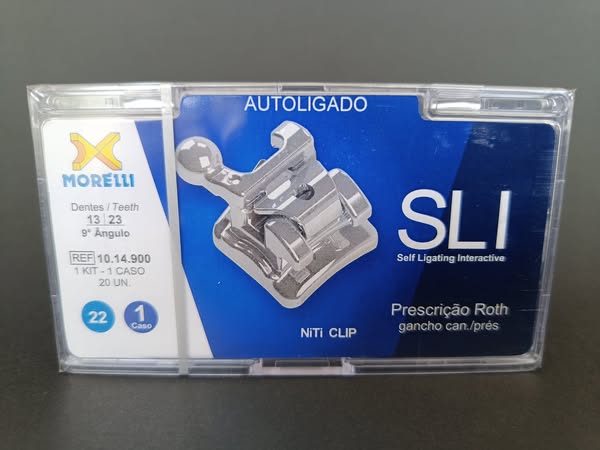 AUTOLIGADO
MORELLI
Dentes / Teeth
13 | 23
9° Ângulo
REF 10.14.900
1 KIT - 1 CASO
20 UN.
22
1
Caso
SLI
Self Ligating Interactive
Prescrição Roth
gancho can./prés
NiTi CLIP